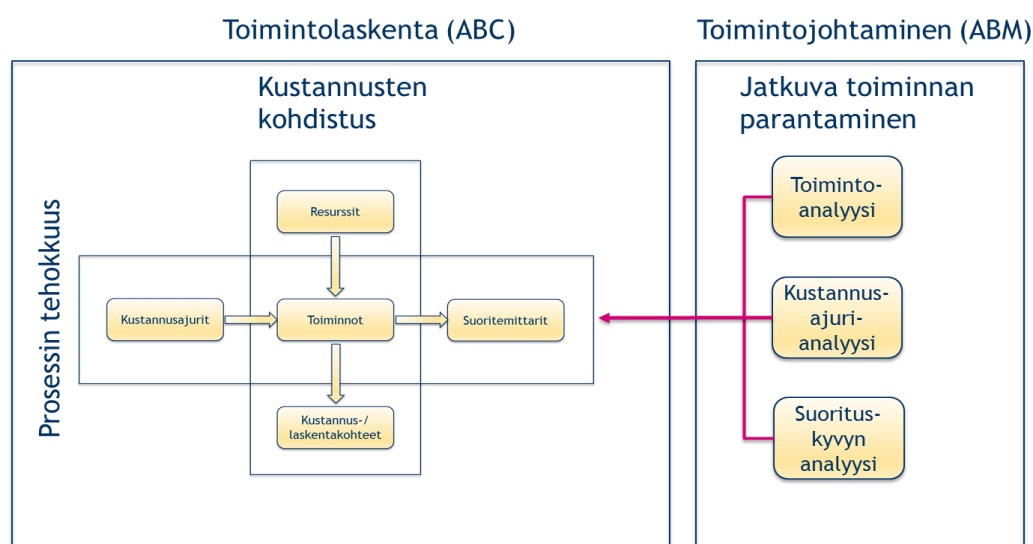 Toimintolaskenta (ABC)
Toimintojohtaminen (ABM)
Kustannusten
kohdistus
Prosessin tehokkuus
Resurssit
Kustannusajurit
Toiminnot
Suoritemittarit
Kustannus-/
laskentakohteet
Jatkuva toiminnan
parantaminen
Toiminto-
analyysi
Kustannus-
ajuri-
analyysi
Suoritus-
kyvyn
analyysi